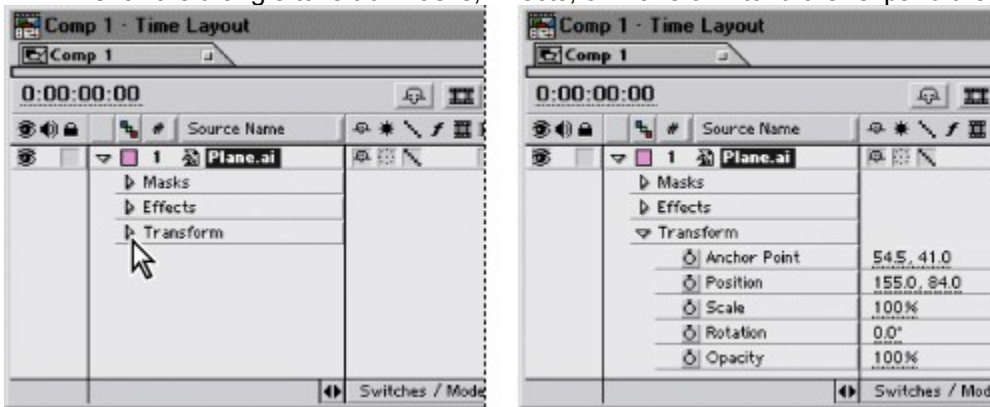 Comp 1 · Time Layout
Comp 1
0:00:00:00
# Source Name
1 Plane.ai
Masks
Effects
Transform
Switches / Mode
Comp 1 · Time Layout
Comp 1
0:00:00:00
# Source Name
1 Plane.ai
Masks
Effects
Transform
Anchor Point 54.5, 41.0
Position 155.0, 84.0
Scale 100%
Rotation 0.0°
Opacity 100%
Switches / Mod